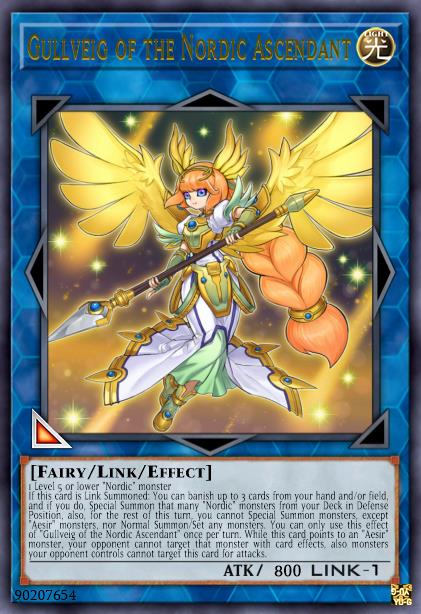 Gullveig of the Nordic Ascendant
LIGHT
光
[Fairy/Link/Effect]
1 Level 5 or lower "Nordic" monster
If this card is Link Summoned: You can banish up to 3 cards from your hand and/or field,
and if you do, Special Summon that many "Nordic" monsters from your Deck in Defense
Position, also, for the rest of this turn, you cannot Special Summon monsters, except
"Aesir" monsters, nor Normal Summon/Set any monsters. You can only use this effect
of "Gullveig of the Nordic Ascendant" once per turn. While this card points to an "Aesir"
monster, your opponent cannot target that monster with card effects, also monsters
your opponent controls cannot target this card for attacks.
ATK/ 800 LINK-1
90207654